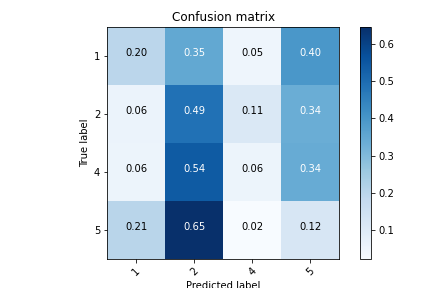 Confusion matrix
1 0.20 0.35 0.05 0.40
2 0.06 0.49 0.11 0.34
4 0.06 0.54 0.06 0.34
5 0.21 0.65 0.02 0.12
1 2 4 5
True label
Predicted label
0.6
0.5
0.4
0.3
0.2
0.1